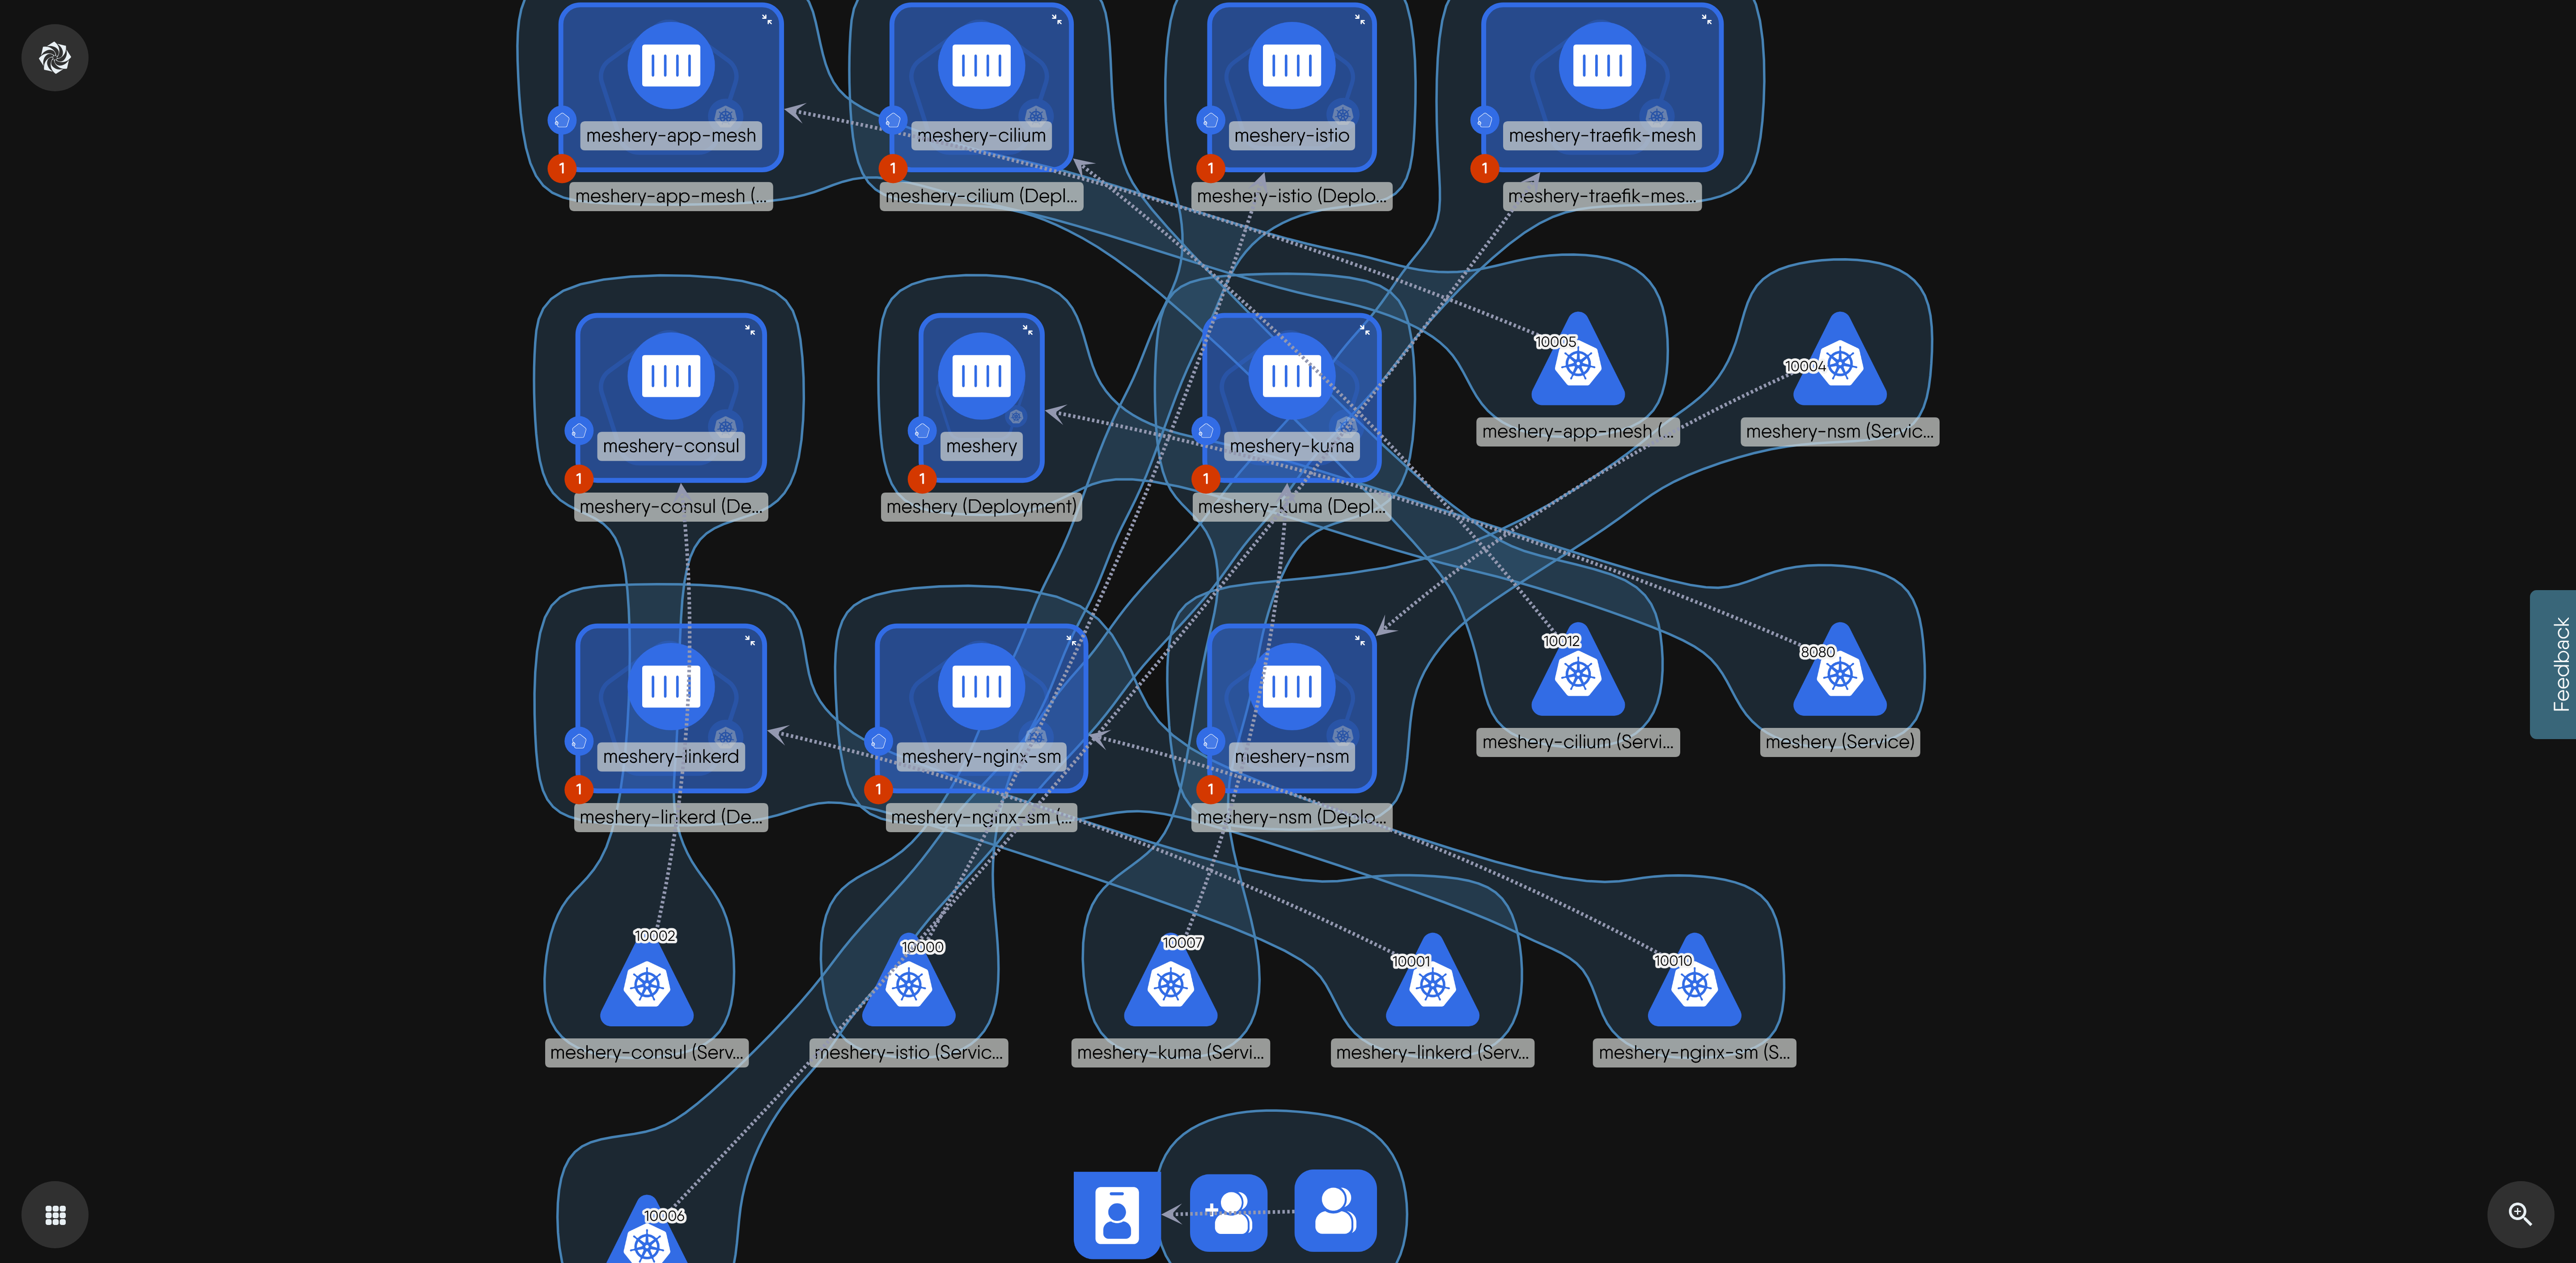 meshery-app-mesh
meshery-cilium
meshery-istio
meshery-traefik-mesh
1
1
1
1
meshery-app-mesh (...
meshery-cilium (Depl...
meshery-istio (Deplo...
meshery-traefik-mes...
10005
10004
meshery-consul
meshery
meshery-kuma
meshery-app-mesh (...
meshery-nsm (Servic...
1
1
1
meshery-consul (De...
meshery (Deployment)
meshery-kuma (Depl...
10012
8080
Feedback
meshery-linkerd
meshery-nginx-sm
meshery-nsm
meshery-cilium (Servi...
meshery (Service)
1
1
1
meshery-linkerd (De...
meshery-nginx-sm (...
meshery-nsm (Deplo...
10002
10000
10007
10001
10010
meshery-consul (Serv...
meshery-istio (Servic...
meshery-kuma (Servi...
meshery-linkerd (Serv...
meshery-nginx-sm (S...
10006